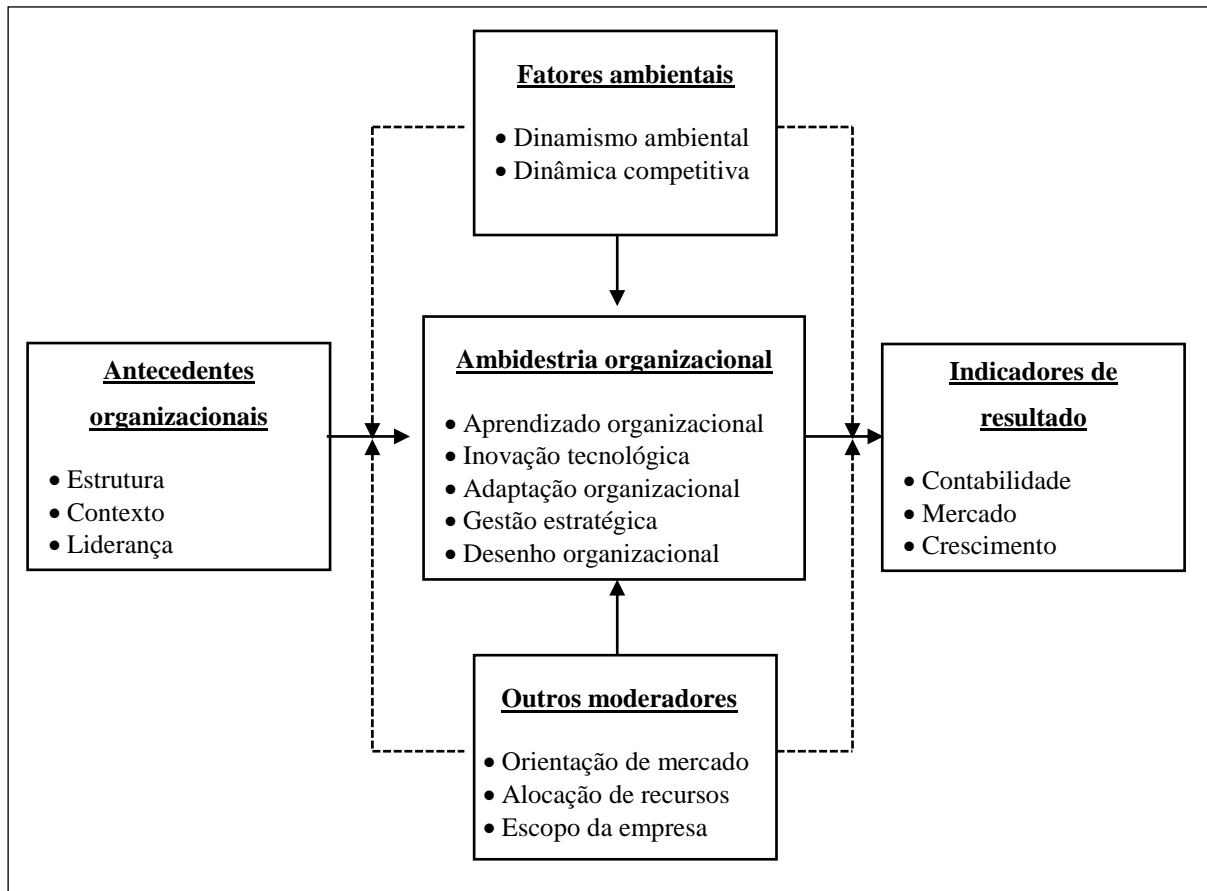 Fatores ambientais
• Dinamismo ambiental
• Dinâmica competitiva
Antecedentes
organizacionais
• Estrutura
• Contexto
• Liderança
Ambidestria organizacional
• Aprendizado organizacional
• Inovação tecnológica
• Adaptação organizacional
• Gestão estratégica
• Desenho organizacional
Indicadores de
resultado
• Contabilidade
• Mercado
• Crescimento
Outros moderadores
• Orientação de mercado
• Alocação de recursos
• Escopo da empresa